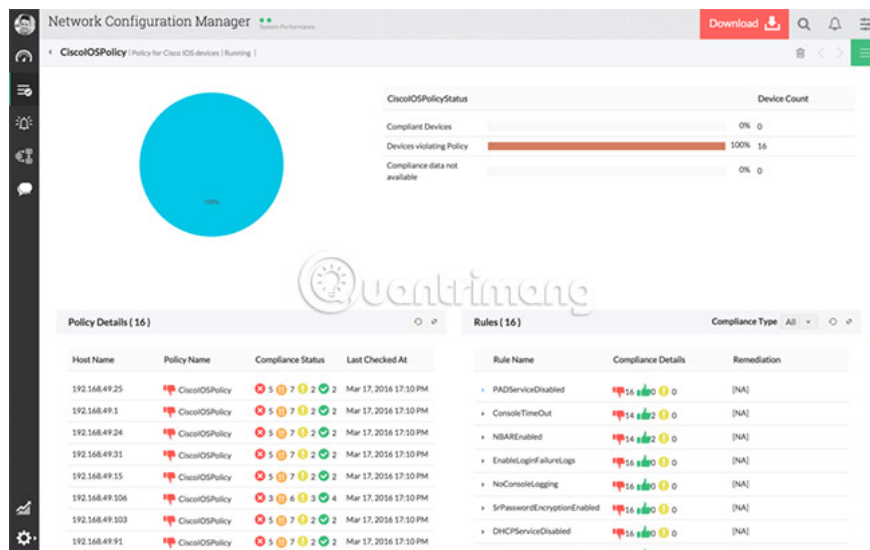 Network Configuration Manager
System Performance
Download
CiscoIOSPolicy | Policy for Cisco IOS devices | Running |
100%
CiscoIOSPolicyStatus Device Count
Compliant Devices 0% 0
Devices violating Policy 100% 16
Compliance data not available 0% 0
Quantrimang
Policy Details ( 16 )
Host Name Policy Name Compliance Status Last Checked At
192.168.49.25 CiscoIOSPolicy 5 7 2 2 Mar 17, 2016 17:10 PM
192.168.49.1 CiscoIOSPolicy 5 7 2 2 Mar 17, 2016 17:10 PM
192.168.49.24 CiscoIOSPolicy 5 7 2 2 Mar 17, 2016 17:10 PM
192.168.49.31 CiscoIOSPolicy 5 7 2 2 Mar 17, 2016 17:10 PM
192.168.49.15 CiscoIOSPolicy 5 7 2 2 Mar 17, 2016 17:10 PM
192.168.49.106 CiscoIOSPolicy 3 6 3 4 Mar 17, 2016 17:10 PM
192.168.49.103 CiscoIOSPolicy 5 7 2 2 Mar 17, 2016 17:10 PM
192.168.49.91 CiscoIOSPolicy 5 7 2 2 Mar 17, 2016 17:10 PM
Rules ( 16 ) Compliance Type All
Rule Name Compliance Details Remediation
PADServiceDisabled 16 0 0 [NA]
ConsoleTimeOut 14 2 0 [NA]
NBAREnabled 14 2 0 [NA]
EnableLoginFailureLogs 16 0 0 [NA]
NoConsoleLogging 16 0 0 [NA]
SrPasswordEncryptionEnabled 16 0 0 [NA]
DHCPServiceDisabled 16 0 0 [NA]